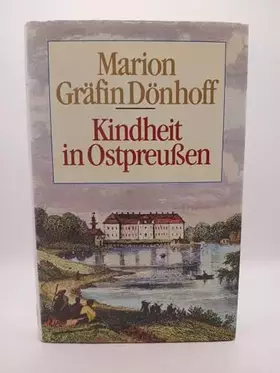 Marion
Gräfin Dönhoff
Kindheit
in Ostpreußen